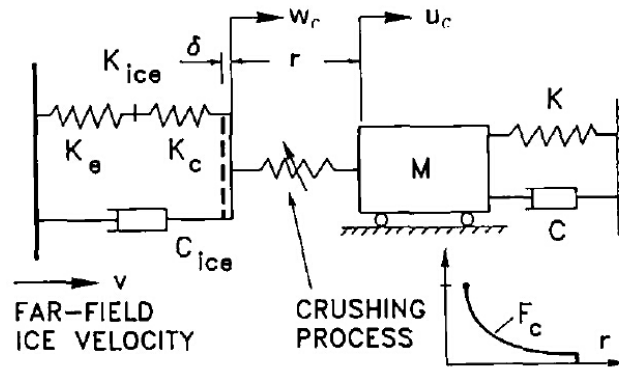 w_c
u_c
δ
K_ice
r
K
K_e
K_c
M
C_ice
C
v
FAR-FIELD
ICE VELOCITY
CRUSHING
PROCESS
F_c
r